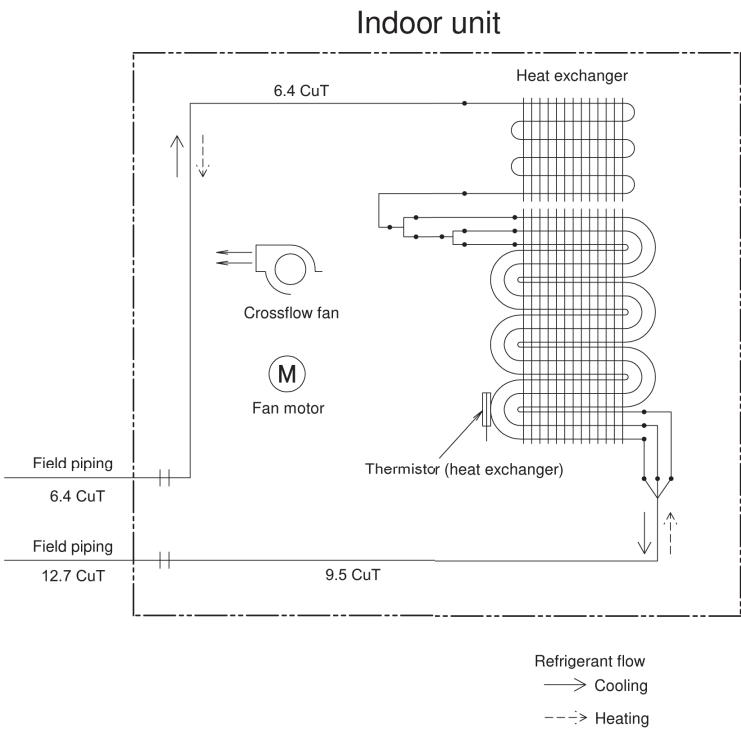 Indoor unit
Heat exchanger
6.4 CuT
Crossflow fan
M
Fan motor
Thermistor (heat exchanger)
Field piping
6.4 CuT
Field piping
12.7 CuT
9.5 CuT
Refrigerant flow
Cooling
Heating